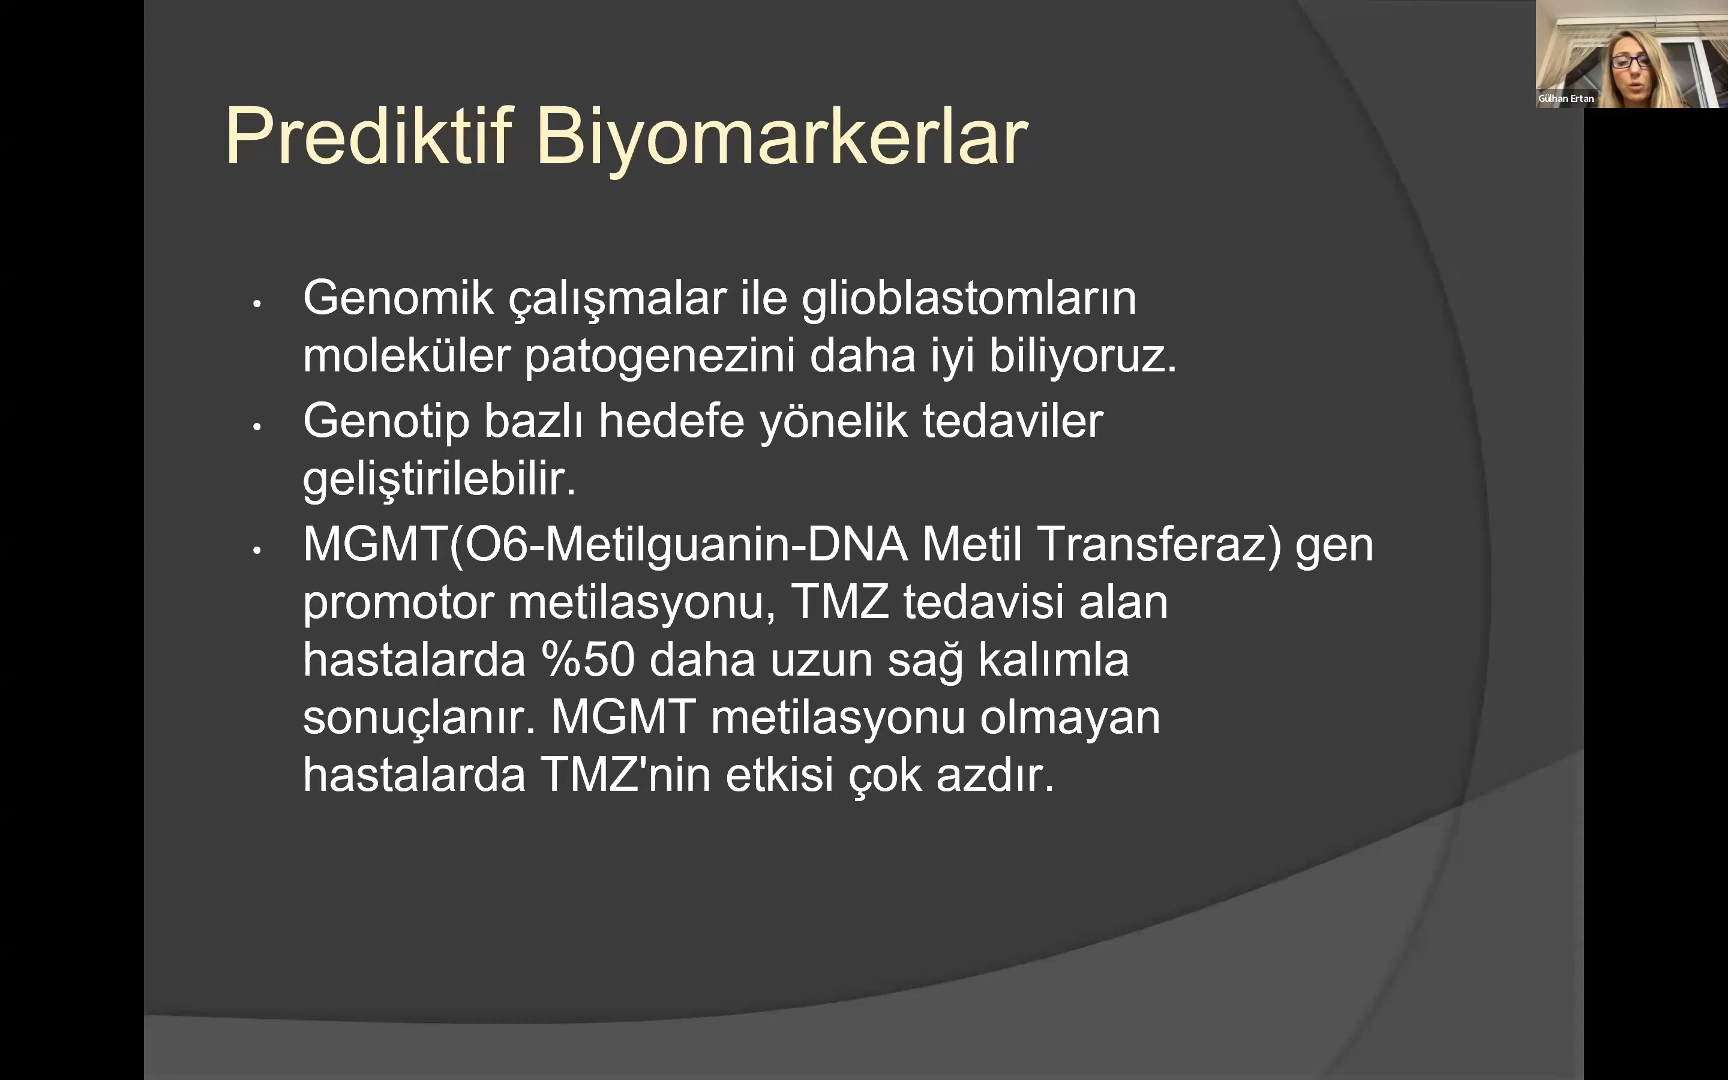 Gülhan Ertan
Prediktif Biyomarkerlar
• Genomik çalışmalar ile glioblastomların
moleküler patogenezini daha iyi biliyoruz.
• Genotip bazlı hedefe yönelik tedaviler
geliştirilebilir.
• MGMT(O6-Metilguanin-DNA Metil Transferaz) gen
promotor metilasyonu, TMZ tedavisi alan
hastalarda %50 daha uzun sağ kalımla
sonuçlanır. MGMT metilasyonu olmayan
hastalarda TMZ'nin etkisi çok azdır.